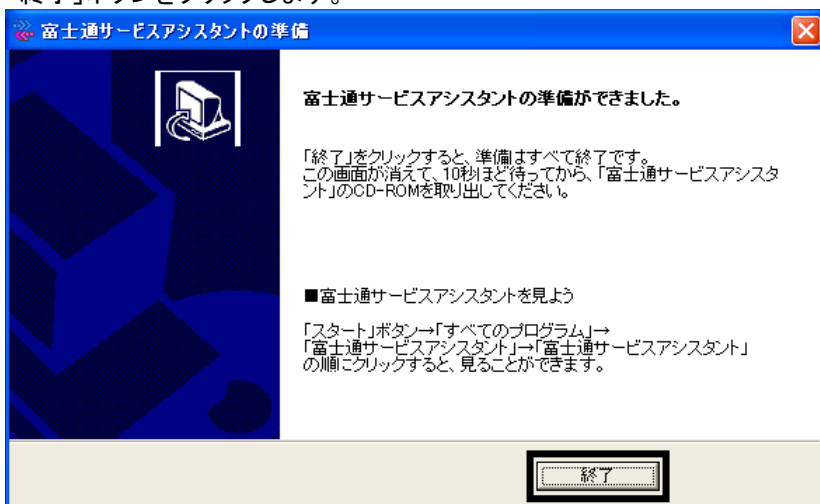 「終了」ボタンをクリックします。
富士通サービスアシスタントの準備
富士通サービスアシスタントの準備ができました。
「終了」をクリックすると、準備はすべて終了です。
この画面が消えて、10秒ほど待ってから、「富士通サービスアシスタ
ント」のCD-ROMを取り出してください。
■富士通サービスアシスタントを見よう
「スタート」ボタン→「すべてのプログラム」→
「富士通サービスアシスタント」→「富士通サービスアシスタント」
の順にクリックすると、見ることができます。
終了